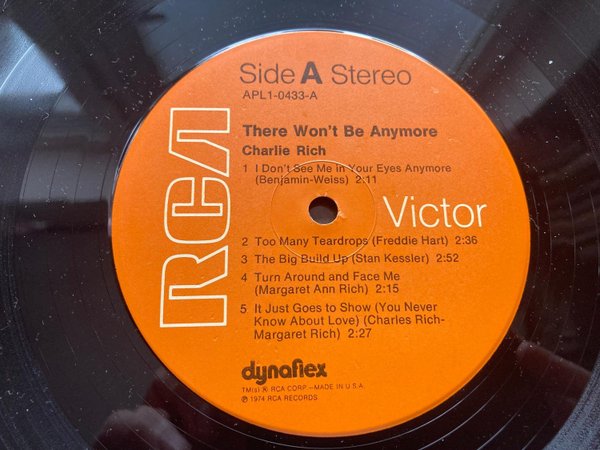 Side A Stereo
APL1-0433-A
There Won't Be Anymore
Charlie Rich
1 I Don't See Me in Your Eyes Anymore
(Benjamin-Weiss) 2:11
RCA Victor
2 Too Many Teardrops (Freddie Hart) 2:36
3 The Big Build Up (Stan Kessler) 2:52
4 Turn Around and Face Me
(Margaret Ann Rich) 2:15
5 It Just Goes to Show (You Never
Know About Love) (Charles Rich-
Margaret Rich) 2:27
dynaflex
TM(s) ® RCA CORP.-MADE IN U.S.A.
℗ 1974 RCA RECORDS